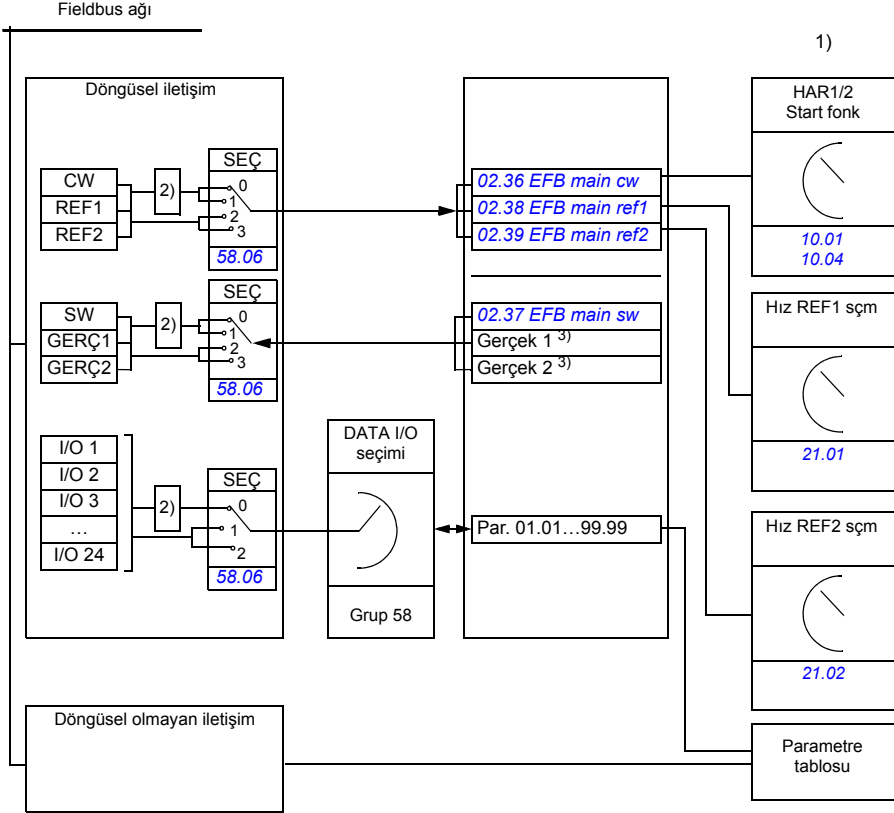 Fieldbus ağı
1)
Döngüsel iletişim
SEÇ
CW
REF1
REF2
2)
0
1
2
3
58.06
SEÇ
SW
GERÇ1
GERÇ2
2)
0
1
2
3
58.06
I/O 1
I/O 2
I/O 3
…
I/O 24
2)
SEÇ
0
1
2
58.06
DATA I/O
seçimi
Grup 58
02.36 EFB main cw
02.38 EFB main ref1
02.39 EFB main ref2
02.37 EFB main sw
Gerçek 1 3)
Gerçek 2 3)
Par. 01.01…99.99
HAR1/2
Start fonk
10.01
10.04
Hız REF1 sçm
21.01
Hız REF2 sçm
21.02
Döngüsel olmayan iletişim
Parametre
tablosu